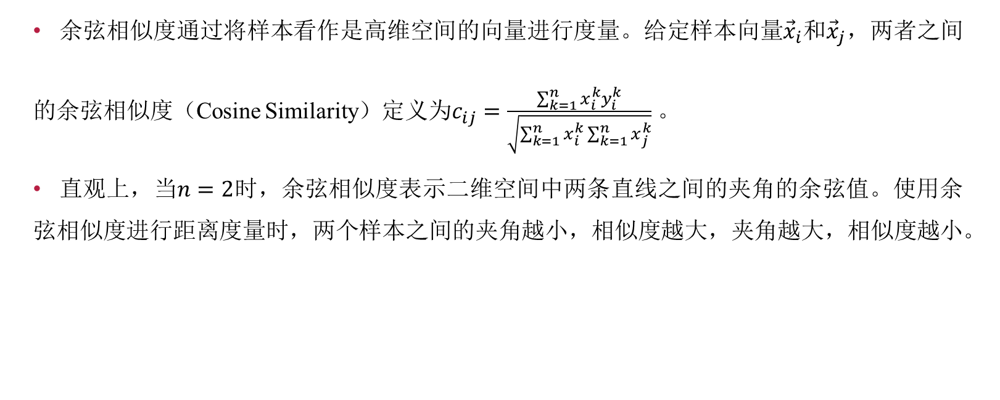 • 余弦相似度通过将样本看作是高维空间的向量进行度量。给定样本向量$\vec{x}_i$和$\vec{x}_j$，两者之间
的余弦相似度（Cosine Similarity）定义为$c_{ij} = \frac{\sum_{k=1}^{n} x_i^k y_i^k}{\sqrt{\sum_{k=1}^{n} x_i^k \sum_{k=1}^{n} x_j^k}}$。
• 直观上，当$n = 2$时，余弦相似度表示二维空间中两条直线之间的夹角的余弦值。使用余
弦相似度进行距离度量时，两个样本之间的夹角越小，相似度越大，夹角越大，相似度越小。